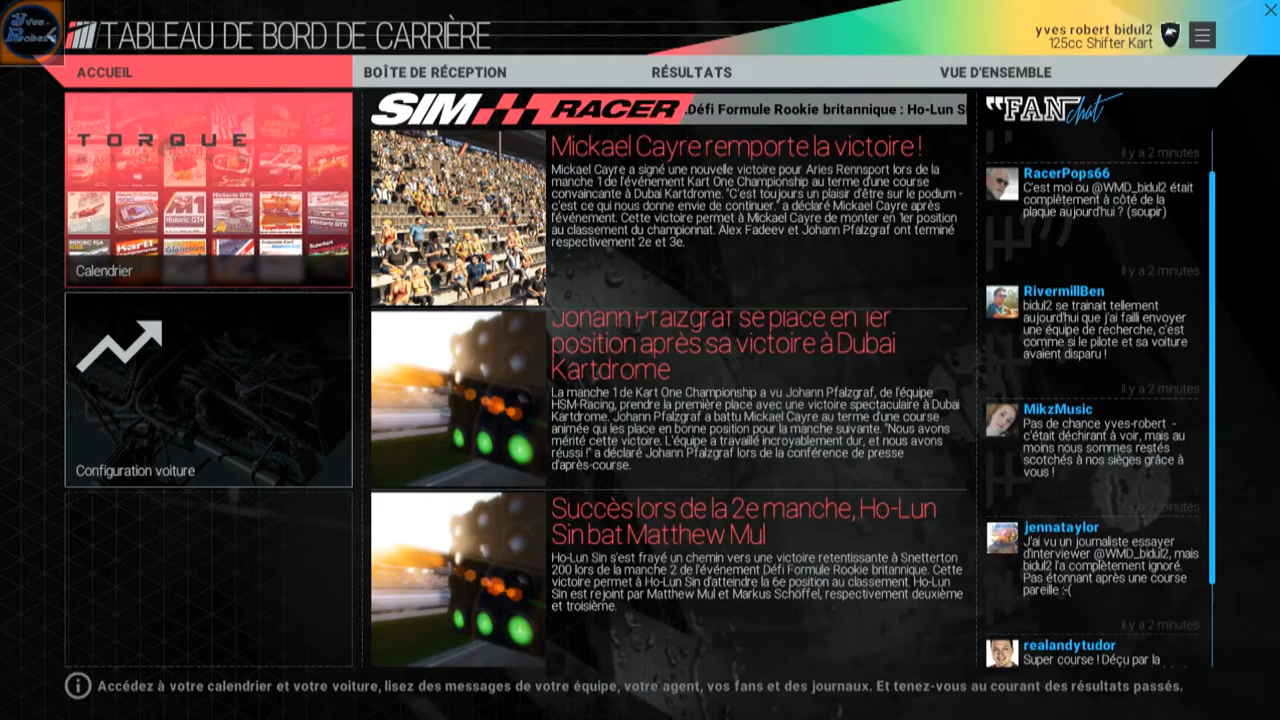 Yves-
Robert
TABLEAU DE BORD DE CARRIÈRE
yves robert bidul2
125cc Shifter Kart
ACCUEIL
BOÎTE DE RÉCEPTION
RÉSULTATS
VUE D'ENSEMBLE
TORQUE
Historic GT4
Historic GT5
Kart1
Glencairn
Superkart
Calendrier
Configuration voiture
SIM RACER
Défi Formule Rookie britannique : Ho-Lun S
Mickael Cayre remporte la victoire !
Mickael Cayre a signé une nouvelle victoire pour Aries Rennsport lors de la
manche 1 de l'événement Kart One Championship au terme d'une course
convaincante à Dubai Kartdrome. "C'est toujours un plaisir d'être sur le podium -
c'est ce qui nous donne envie de continuer." a déclaré Mickael Cayre après
l'événement. Cette victoire permet à Mickael Cayre de monter en 1er position
au classement du championnat. Alex Fadeev et Johann Pfalzgraf ont terminé
respectivement 2e et 3e.
Johann Pfalzgraf se place en 1er
position après sa victoire à Dubai
Kartdrome
La manche 1 de Kart One Championship a vu Johann Pfalzgraf, de l'équipe
HSM-Racing, prendre la première place avec une victoire spectaculaire à Dubai
Kartdrome. Johann Pfalzgraf a battu Mickael Cayre au terme d'une course
animée qui les place en bonne position pour la manche suivante. "Nous avons
mérité cette victoire. L'équipe a travaillé incroyablement dur, et nous avons
réussi !" a déclaré Johann Pfalzgraf lors de la conférence de presse
d'après-course.
Succès lors de la 2e manche, Ho-Lun
Sin bat Matthew Mul
Ho-Lun Sin s'est frayé un chemin vers une victoire retentissante à Snetterton
200 lors de la manche 2 de l'événement Défi Formule Rookie britannique. Cette
victoire permet à Ho-Lun Sin d'atteindre la 6e position au classement. Ho-Lun
Sin est rejoint par Matthew Mul et Markus Schöffel, respectivement deuxième
et troisième.
"FAN chat
il y a 2 minutes
RacerPops66
C'est moi ou @WMD_bidul2 était
complètement à côté de la
plaque aujourd'hui ? (soupir)
il y a 2 minutes
RivermillBen
bidul2 se trainait tellement
aujourd'hui que j'ai failli envoyer
une équipe de recherche, c'est
comme si le pilote et sa voiture
avaient disparu !
il y a 2 minutes
MikzMusic
Pas de chance yves-robert -
c'était déchirant à voir, mais au
moins nous sommes restés
scotchés à nos sièges grâce à
vous !
il y a 2 minutes
jennataylor
J'ai vu un journaliste essayer
d'interviewer @WMD_bidul2, mais
bidul2 l'a complètement ignoré.
Pas étonnant après une course
pareille :-(
il y a 2 minutes
realandytudor
Super course ! Déçu par la
Accédez à votre calendrier et votre voiture, lisez des messages de votre équipe, votre agent, vos fans et des journaux. Et tenez-vous au courant des résultats passés.